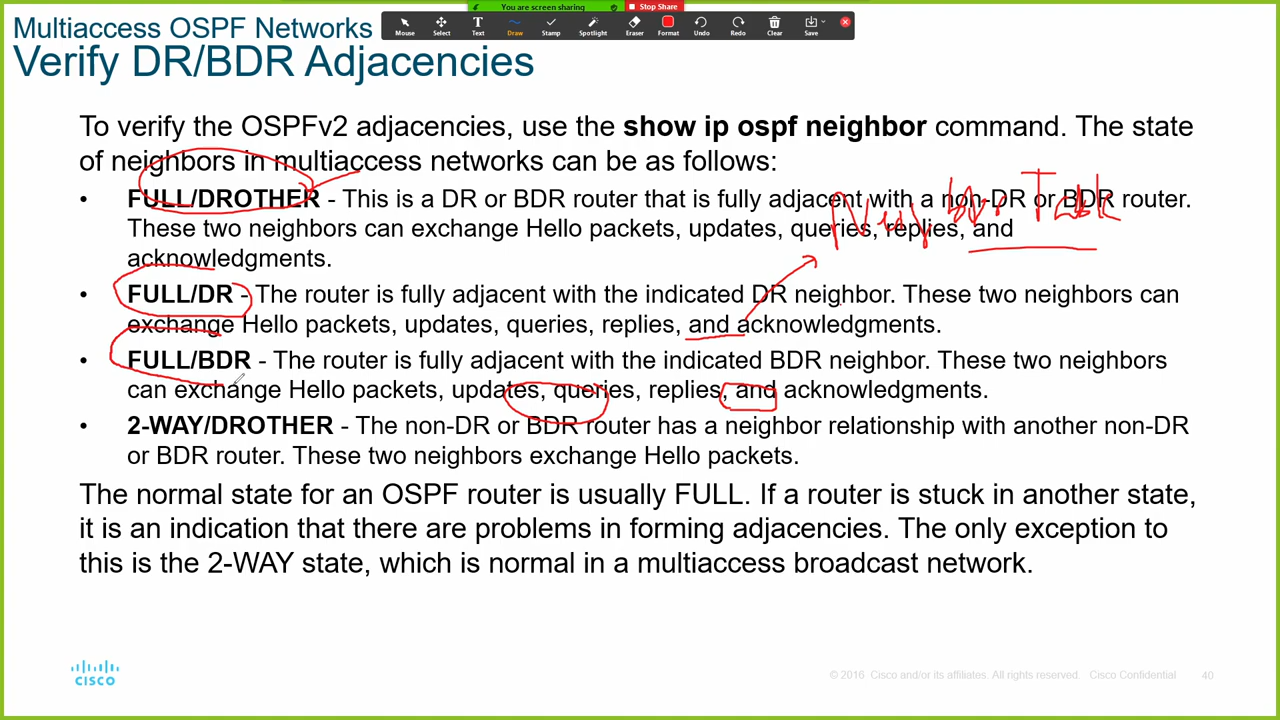 You are screen sharing
Stop Share
Mouse
Select
Text
Draw
Stamp
Spotlight
Eraser
Format
Undo
Redo
Clear
Save
Multiaccess OSPF Networks
Verify DR/BDR Adjacencies
To verify the OSPFv2 adjacencies, use the show ip ospf neighbor command. The state
of neighbors in multiaccess networks can be as follows:
• FULL/DROTHER - This is a DR or BDR router that is fully adjacent with a non-DR or BDR router.
These two neighbors can exchange Hello packets, updates, queries, replies, and
acknowledgments.
Neighbor Table
• FULL/DR - The router is fully adjacent with the indicated DR neighbor. These two neighbors can
exchange Hello packets, updates, queries, replies, and acknowledgments.
• FULL/BDR - The router is fully adjacent with the indicated BDR neighbor. These two neighbors
can exchange Hello packets, updates, queries, replies, and acknowledgments.
• 2-WAY/DROTHER - The non-DR or BDR router has a neighbor relationship with another non-DR
or BDR router. These two neighbors exchange Hello packets.
The normal state for an OSPF router is usually FULL. If a router is stuck in another state,
it is an indication that there are problems in forming adjacencies. The only exception to
this is the 2-WAY state, which is normal in a multiaccess broadcast network.
CISCO
© 2016 Cisco and/or its affiliates. All rights reserved. Cisco Confidential
40